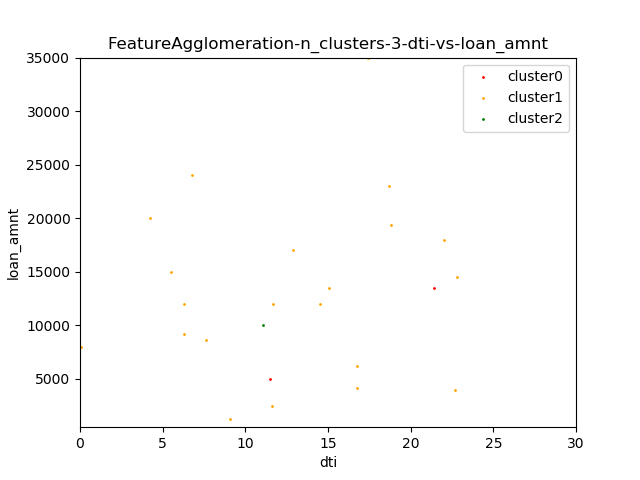 FeatureAgglomeration-n_clusters-3-dti-vs-loan_amnt
35000
30000
25000
20000
15000
10000
5000
loan_amnt
cluster0
cluster1
cluster2
0
5
10
15
20
25
30
dti